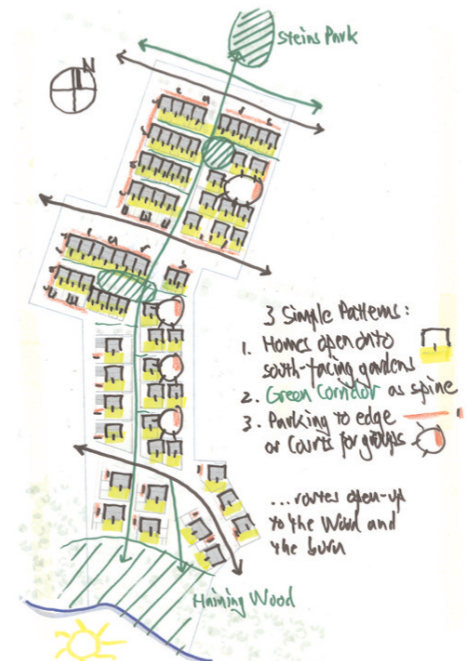 Steins Park
N
3 Simple Patterns:
1. Homes open onto
south-facing gardens
2. Green Corridor as spine
3. Parking to edge
or Courts for groups
...routes open-up
to the Wood and
the burn
Haining Wood